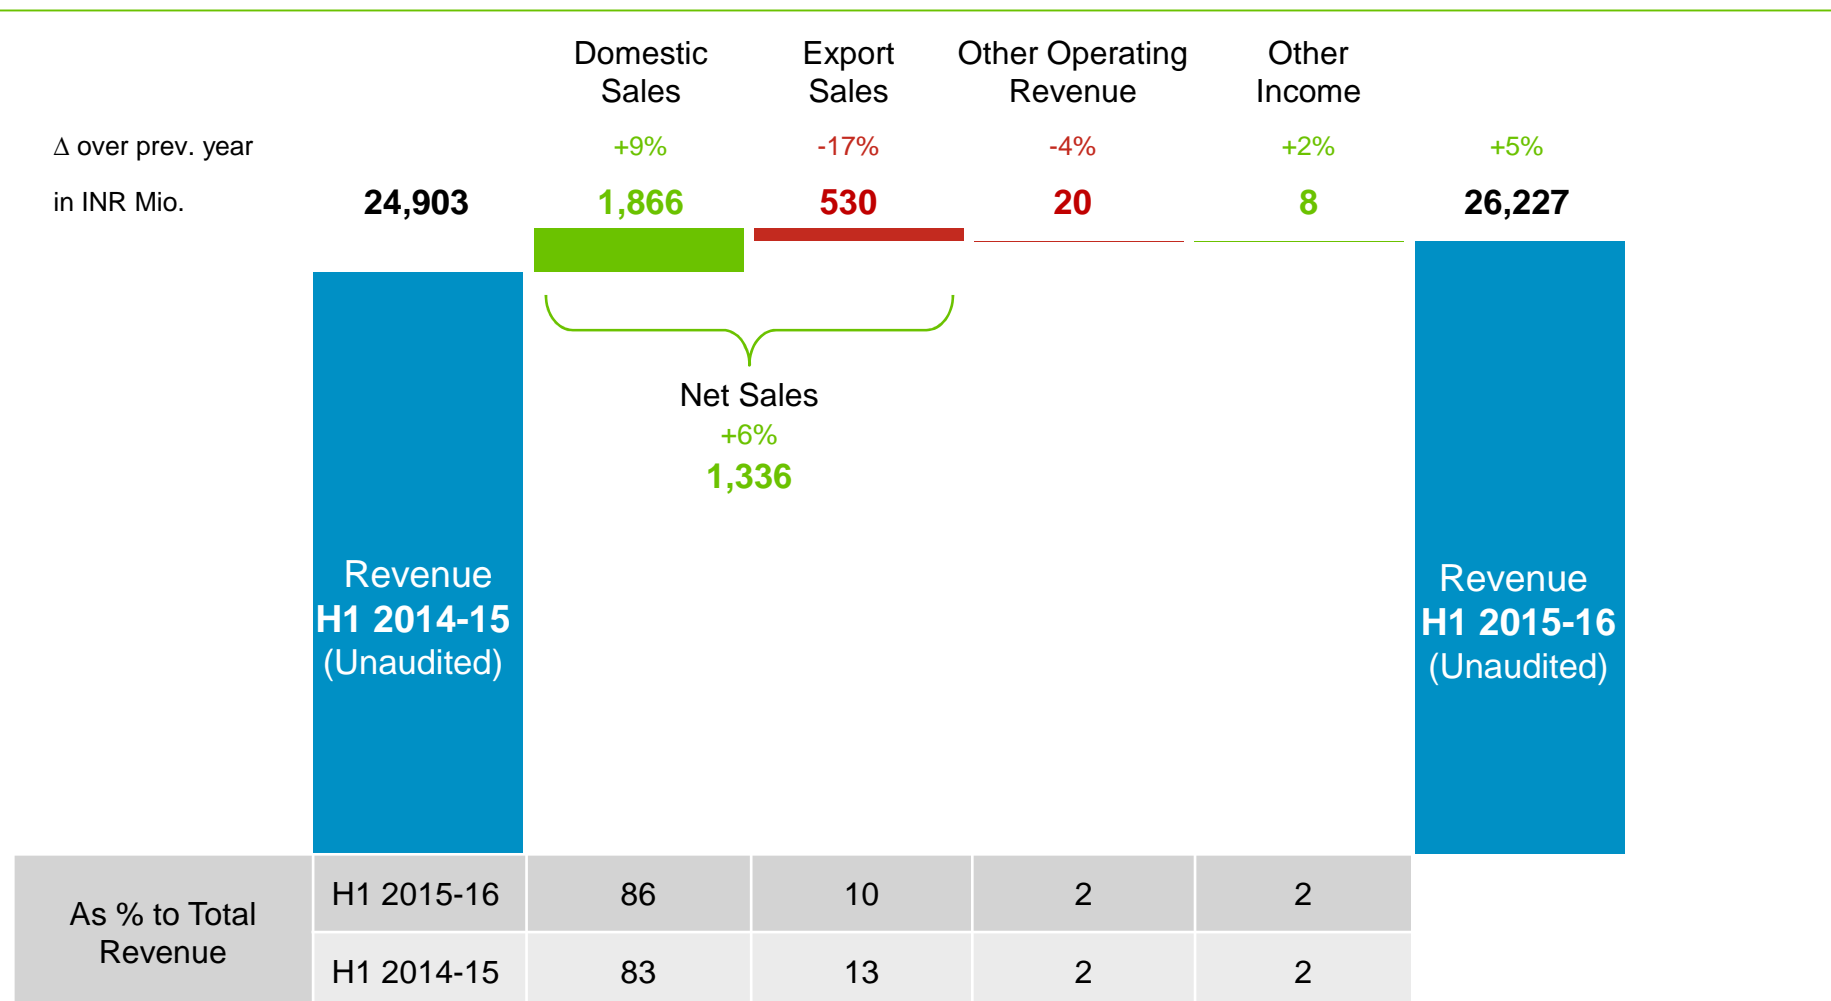 Domestic Sales
Export Sales
Other Operating Revenue
Other Income
Δ over prev. year
+9%
-17%
-4%
+2%
+5%
in INR Mio.
24,903
1,866
530
20
8
26,227
Net Sales
+6%
1,336
Revenue
H1 2014-15
(Unaudited)
Revenue
H1 2015-16
(Unaudited)
As % to Total
Revenue
H1 2015-16
86
10
2
2
H1 2014-15
83
13
2
2